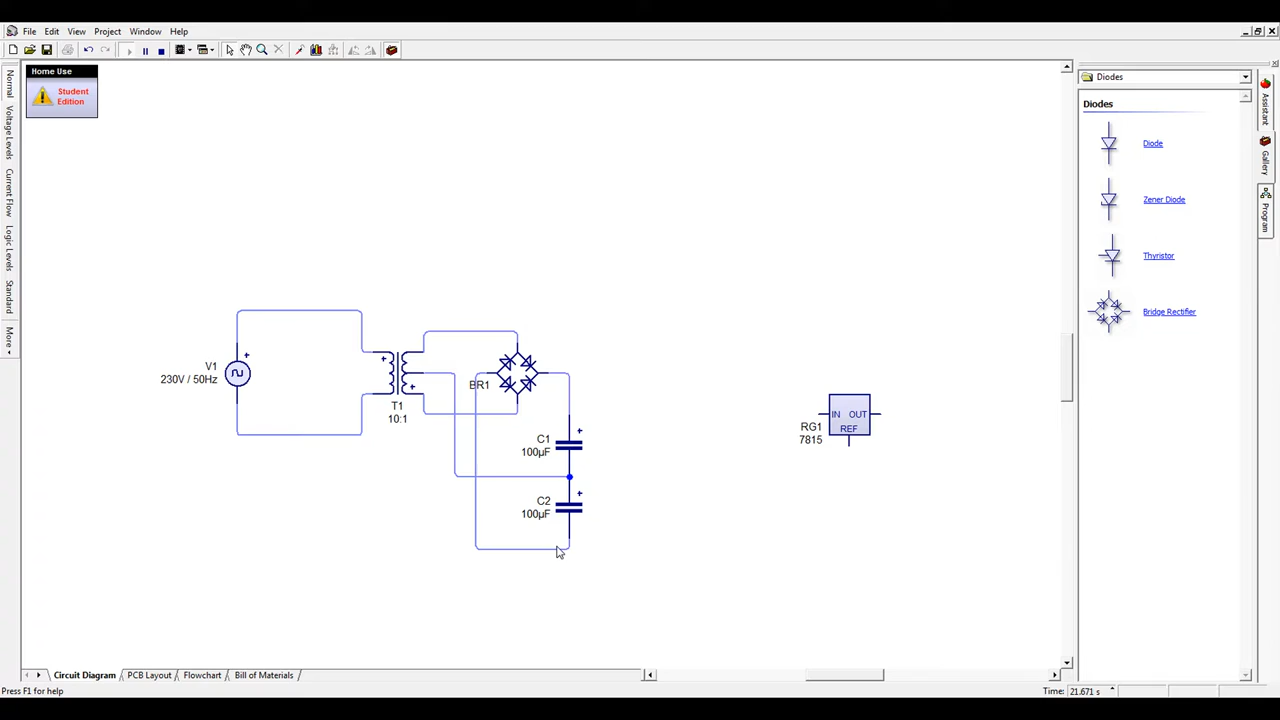 File Edit View Project Window Help
Home Use
Student
Edition
Normal
Voltage Levels
Current Flow
Logic Levels
Standard
More
V1
230V / 50Hz
T1
10:1
BR1
C1
100µF
C2
100µF
IN OUT
REF
RG1
7815
Diodes
Diodes
Diode
Zener Diode
Thyristor
Bridge Rectifier
Assistant
Gallery
Program
Circuit Diagram PCB Layout Flowchart Bill of Materials
Press F1 for help
Time: 21.671 s